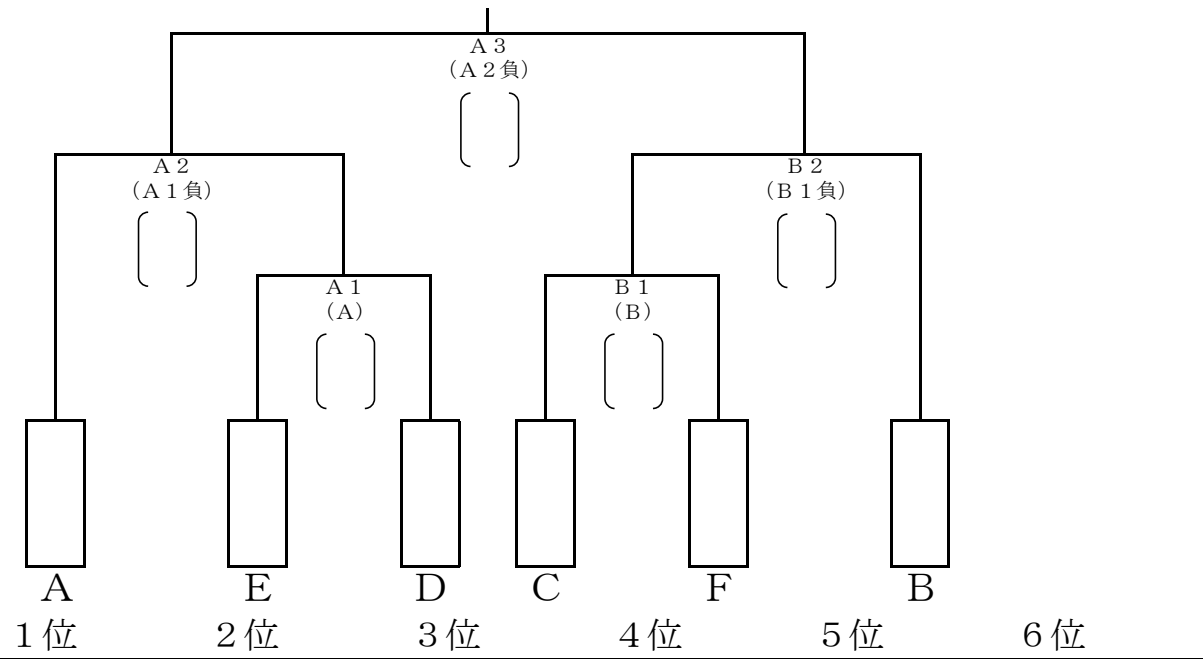 Ａ３
（Ａ２負）
Ａ２
（Ａ１負）
Ｂ２
（Ｂ１負）
Ａ１
（Ａ）
Ｂ１
（Ｂ）
Ａ Ｅ Ｄ Ｃ Ｆ Ｂ
１位 ２位 ３位 ４位 ５位 ６位